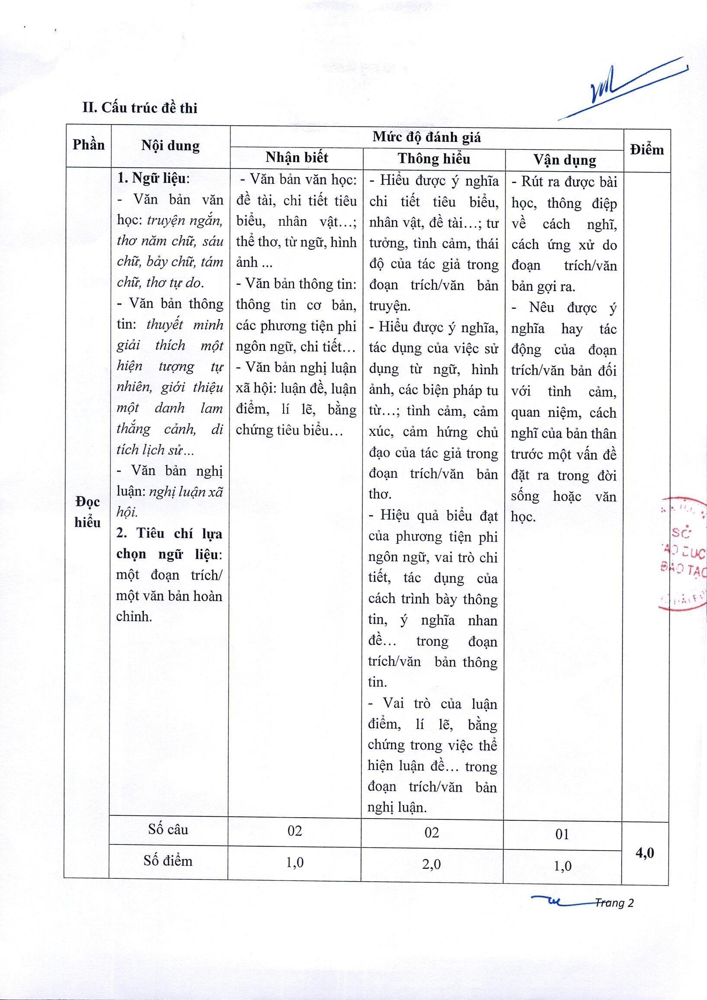 II. Cấu trúc đề thi
Phần
Nội dung
Mức độ đánh giá
Điểm
Nhận biết
Thông hiểu
Vận dụng
Đọc
hiểu
1. Ngữ liệu:
- Văn bản văn
học: truyện ngắn,
thơ năm chữ, sáu
chữ, bảy chữ, tám
chữ, thơ tự do.
- Văn bản thông
tin: thuyết minh
giải thích một
hiện tượng tự
nhiên, giới thiệu
một danh lam
thắng cảnh, di
tích lịch sử...
- Văn bản nghị
luận: nghị luận xã
hội.
2. Tiêu chí lựa
chọn ngữ liệu:
một đoạn trích/
một văn bản hoàn
chỉnh.
- Văn bản văn học:
đề tài, chi tiết tiêu
biểu, nhân vật...;
thể thơ, từ ngữ, hình
ảnh ...
- Văn bản thông tin:
thông tin cơ bản,
các phương tiện phi
ngôn ngữ, chi tiết...
- Văn bản nghị luận
xã hội: luận đề, luận
điểm, lí lẽ, bằng
chứng tiêu biểu...
- Hiểu được ý nghĩa
chi tiết tiêu biểu,
nhân vật, đề tài...; tư
tưởng, tình cảm, thái
độ của tác giả trong
đoạn trích/văn bản
truyện.
- Hiểu được ý nghĩa,
tác dụng của việc sử
dụng từ ngữ, hình
ảnh, các biện pháp tu
từ...; tình cảm, cảm
xúc, cảm hứng chủ
đạo của tác giả trong
đoạn trích/văn bản
thơ.
- Hiệu quả biểu đạt
của phương tiện phi
ngôn ngữ, vai trò chi
tiết, tác dụng của
cách trình bày thông
tin, ý nghĩa nhan
đề... trong đoạn
trích/văn bản thông
tin.
- Vai trò của luận
điểm, lí lẽ, bằng
chứng trong việc thể
hiện luận đề... trong
đoạn trích/văn bản
nghị luận.
- Rút ra được bài
học, thông điệp
về cách nghĩ,
cách ứng xử do
đoạn trích/văn
bản gợi ra.
- Nêu được ý
nghĩa hay tác
động của đoạn
trích/văn bản đối
với tình cảm,
quan niệm, cách
nghĩ của bản thân
trước một vấn đề
đặt ra trong đời
sống hoặc văn
học.
SỞ
ĐÀO TẠO
Số câu
02
02
01
4,0
Số điểm
1,0
2,0
1,0
Trang 2